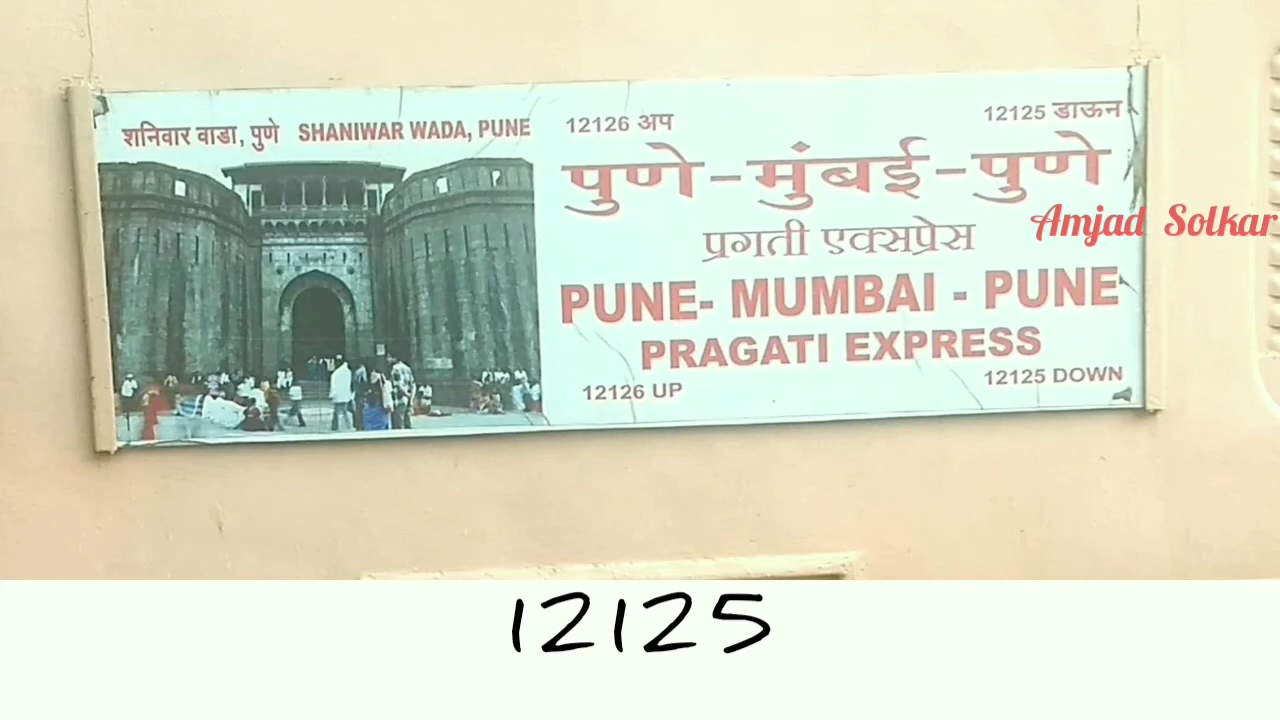 शनिवार वाडा, पुणे SHANIWAR WADA, PUNE
12126 अप
12125 डाऊन
पुणे-मुंबई-पुणे
प्रगती एक्सप्रेस
PUNE- MUMBAI - PUNE
PRAGATI EXPRESS
12126 UP
12125 DOWN
Amjad Solkar
12125